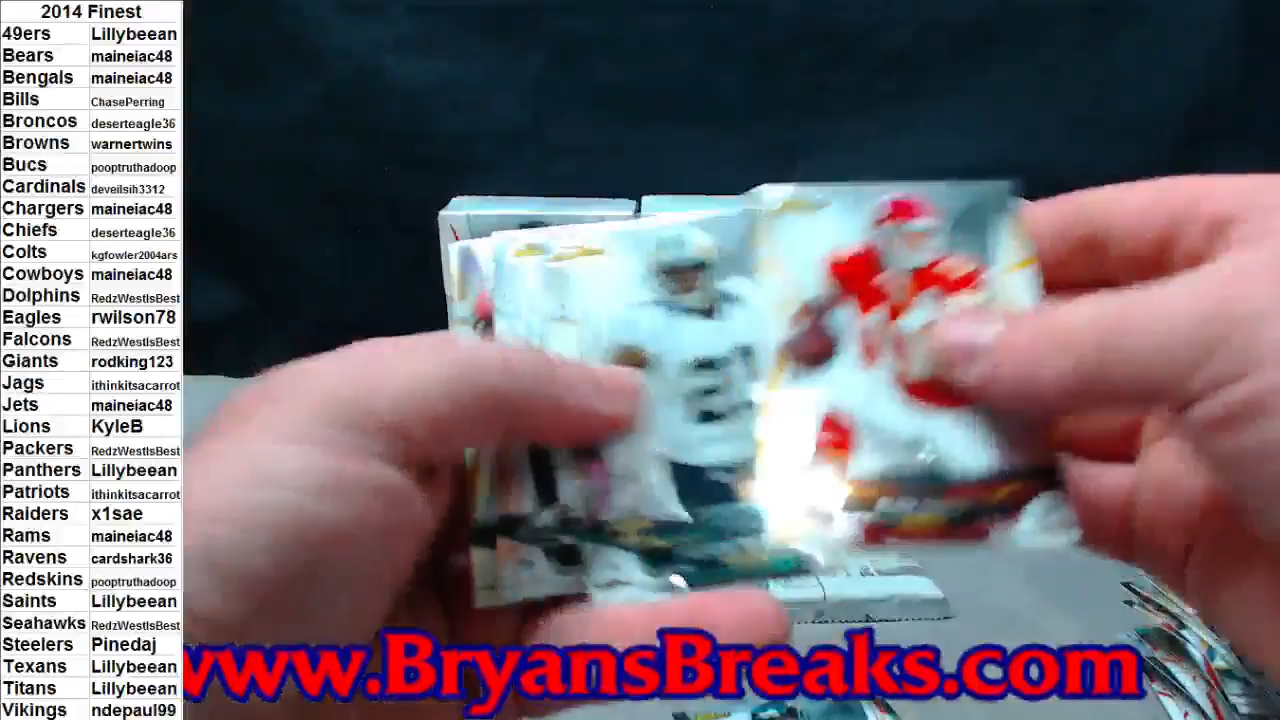 2014 Finest
49ers Lillybeean
Bears maineiac48
Bengals maineiac48
Bills ChasePerring
Broncos deserteagle36
Browns warnertwins
Bucs pooptruthadoop
Cardinals deveilsih3312
Chargers maineiac48
Chiefs deserteagle36
Colts kgfowler2004ars
Cowboys maineiac48
Dolphins RedzWestIsBest
Eagles rwilson78
Falcons RedzWestIsBest
Giants rodking123
Jags ithinkitsacarrot
Jets maineiac48
Lions KyleB
Packers RedzWestIsBest
Panthers Lillybeean
Patriots ithinkitsacarrot
Raiders x1sae
Rams maineiac48
Ravens cardshark36
Redskins pooptruthadoop
Saints Lillybeean
Seahawks RedzWestIsBest
Steelers Pinedaj
Texans Lillybeean
Titans Lillybeean
Vikings ndepaul99
www.BryansBreaks.com